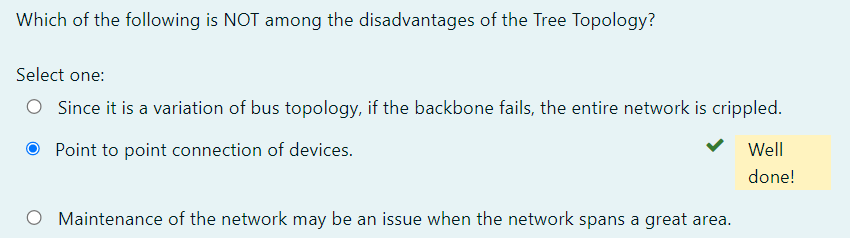 Which of the following is NOT among the disadvantages of the Tree Topology?
Select one:
Since it is a variation of bus topology, if the backbone fails, the entire network is crippled.
Point to point connection of devices.
Well
done!
Maintenance of the network may be an issue when the network spans a great area.